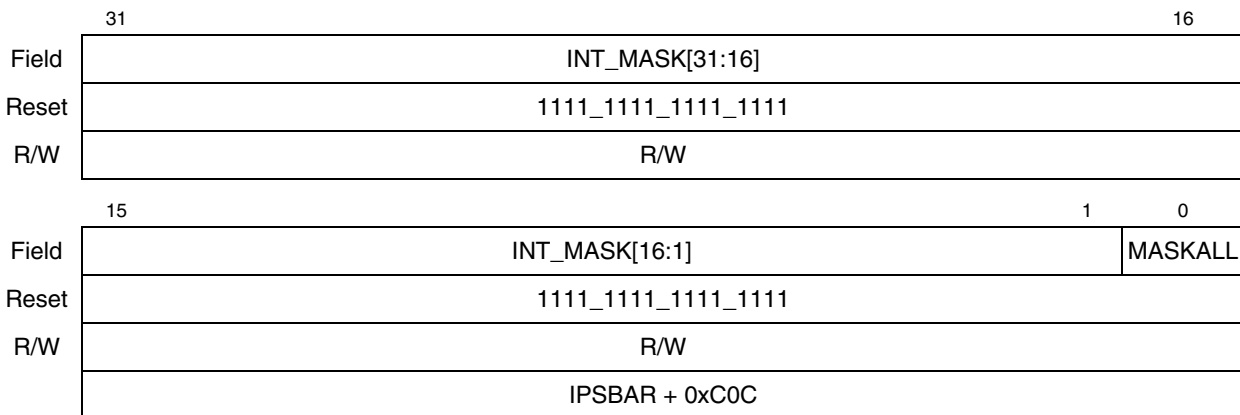 31 16
Field INT_MASK[31:16]
Reset 1111_1111_1111_1111
R/W R/W
15 1 0
Field INT_MASK[16:1] MASKALL
Reset 1111_1111_1111_1111
R/W R/W
IPSBAR + 0xC0C